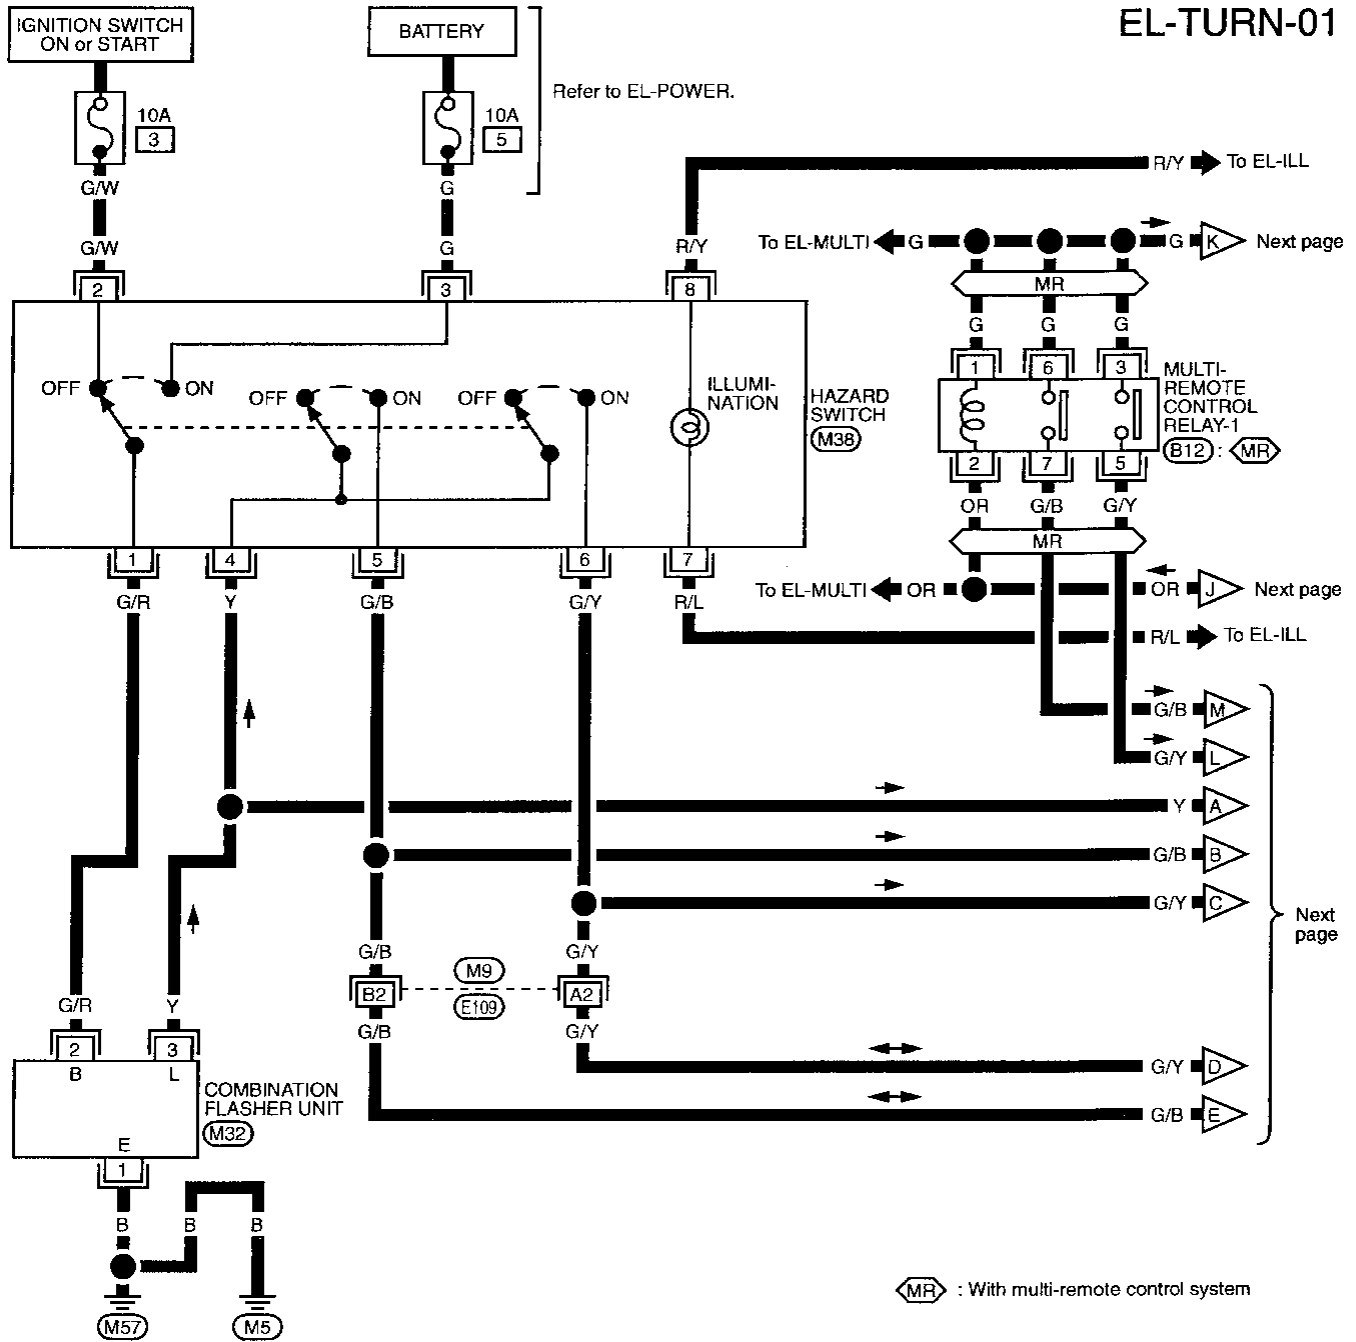 EL-TURN-01
IGNITION SWITCH
ON or START
BATTERY
Refer to EL-POWER.
10A
3
10A
5
G/W
G
G/W
G
R/Y
R/Y
To EL-ILL
To EL-MULTI
G
G
K
Next page
MR
G
G
G
2
3
8
1
6
3
MULTI-
REMOTE
CONTROL
RELAY-1
B12
:
MR
OFF
ON
OFF
ON
OFF
ON
ILLUMI-
NATION
HAZARD
SWITCH
M38
2
7
5
OR
G/B
G/Y
MR
1
4
5
6
7
G/R
Y
G/B
G/Y
R/L
To EL-MULTI
OR
OR
J
Next page
R/L
To EL-ILL
G/B
M
G/Y
L
Y
A
G/B
B
G/Y
C
Next
page
G/B
G/Y
B2
M9
E109
A2
G/B
G/Y
G/Y
D
G/B
E
G/R
Y
2
3
B
L
COMBINATION
FLASHER UNIT
M32
E
1
B
B
B
M57
M5
MR
: With multi-remote control system